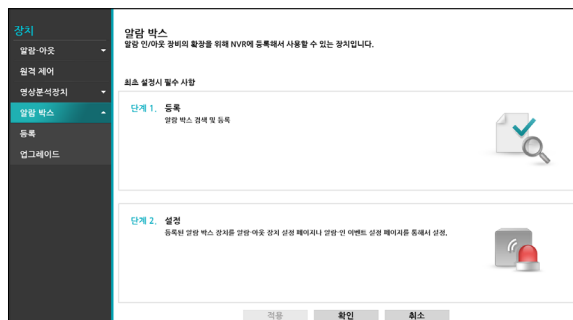 장치
알람-아웃
원격 제어
영상분석장치
알람 박스
등록
업그레이드
알람 박스
알람 인/아웃 장비의 확장을 위해 NVR에 등록해서 사용할 수 있는 장치입니다.
최초 설정시 필수 사항
단계 1. 등록
알람 박스 검색 및 등록
단계 2. 설정
등록된 알람 박스 장치를 알람-아웃 장치 설정 페이지나 알람-인 이벤트 설정 페이지를 통해서 설정.
적용 확인 취소